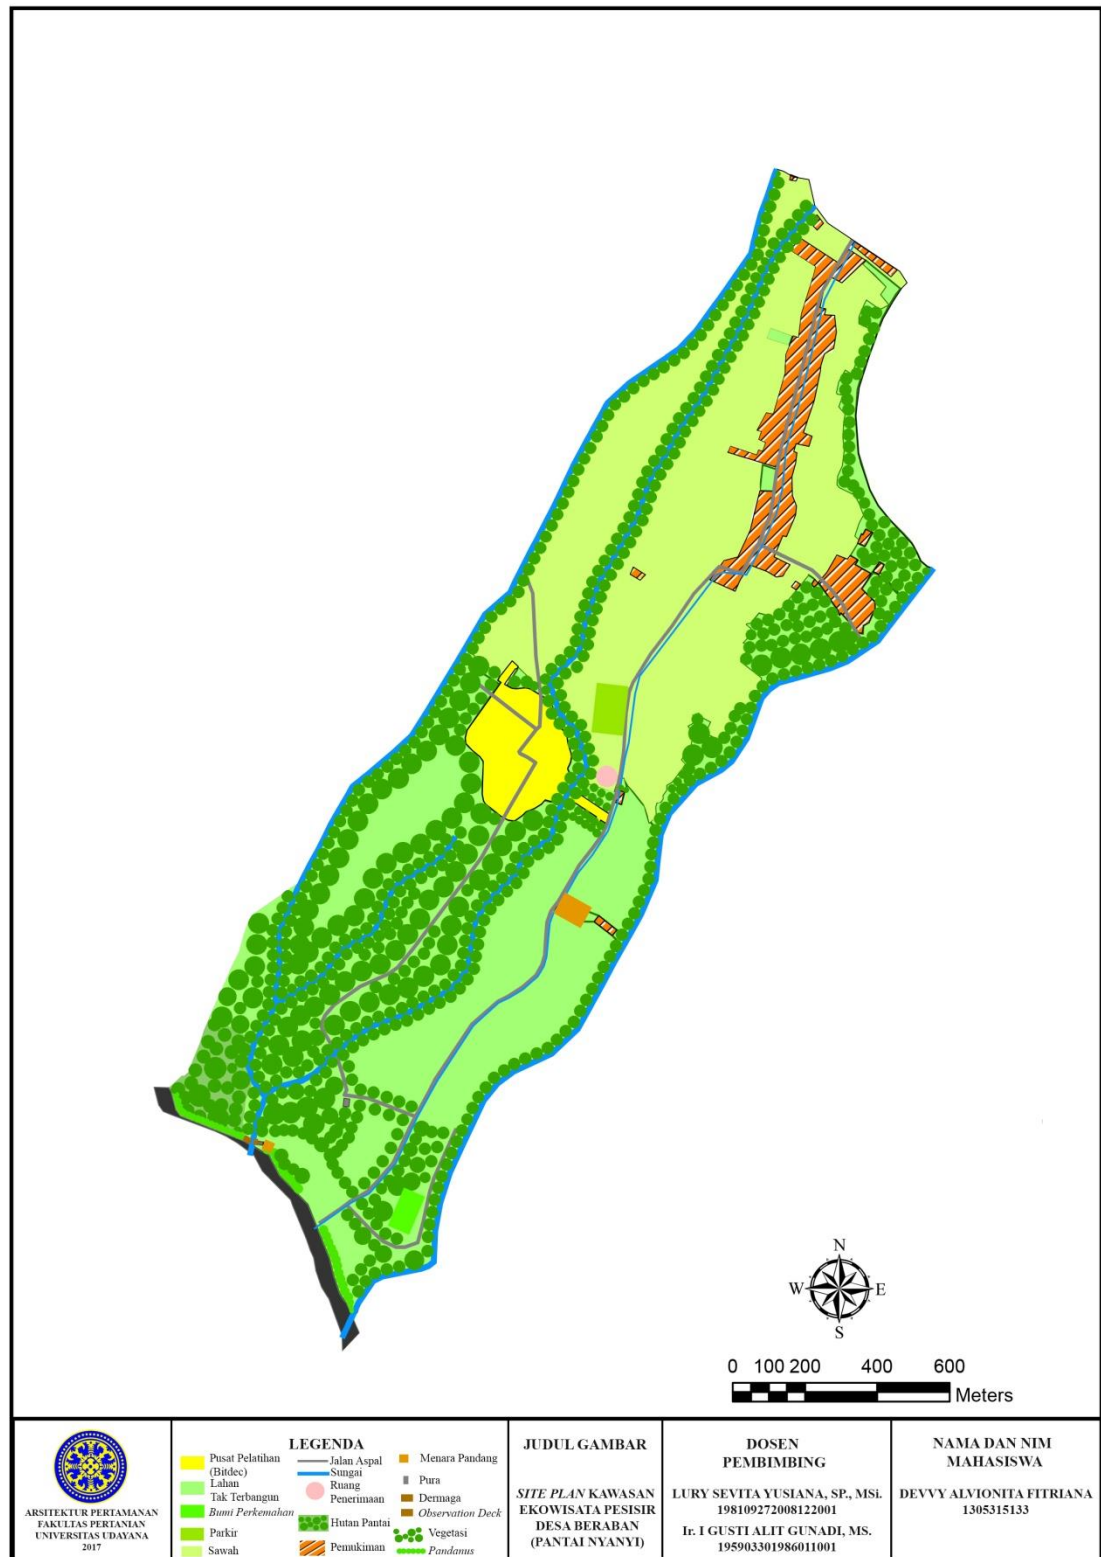 N
W
E
S
0 100 200 400 600
Meters
ARSITEKTUR PERTAMANAN
FAKULTAS PERTANIAN
UNIVERSITAS UDAYANA
2017
LEGENDA
Pusat Pelatihan
(Bitdec)
Lahan
Tak Terbangun
Bumi Perkemahan
Parkir
Sawah
Jalan Aspal
Sungai
Ruang
Penerimaan
Hutan Pantai
Pemukiman
Menara Pandang
Pura
Dermaga
Observation Deck
Vegetasi
Pandanus
JUDUL GAMBAR
SITE PLAN KAWASAN
EKOWISATA PESISIR
DESA BERABAN
(PANTAI NYANYI)
DOSEN
PEMBIMBING
LURY SEVITA YUSIANA, SP., MSi.
198109272008122001
Ir. I GUSTI ALIT GUNADI, MS.
195903301986011001
NAMA DAN NIM
MAHASISWA
DEVVY ALVIONITA FITRIANA
1305315133